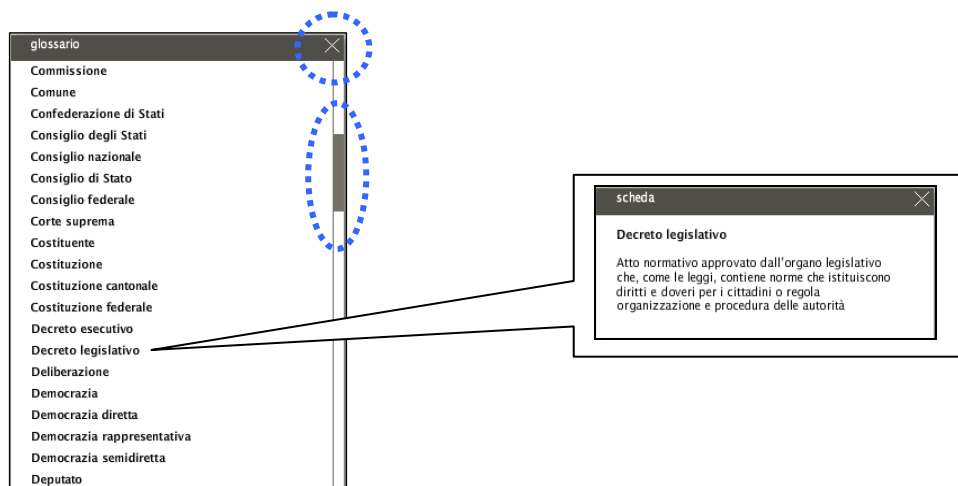 glossario
Commissione
Comune
Confederazione di Stati
Consiglio degli Stati
Consiglio nazionale
Consiglio di Stato
Consiglio federale
Corte suprema
Costituente
Costituzione
Costituzione cantonale
Costituzione federale
Decreto esecutivo
Decreto legislativo
Deliberazione
Democrazia
Democrazia diretta
Democrazia rappresentativa
Democrazia semidiretta
Deputato
scheda
Decreto legislativo
Atto normativo approvato dall'organo legislativo
che, come le leggi, contiene norme che istituiscono
diritti e doveri per i cittadini o regola
organizzazione e procedura delle autorità